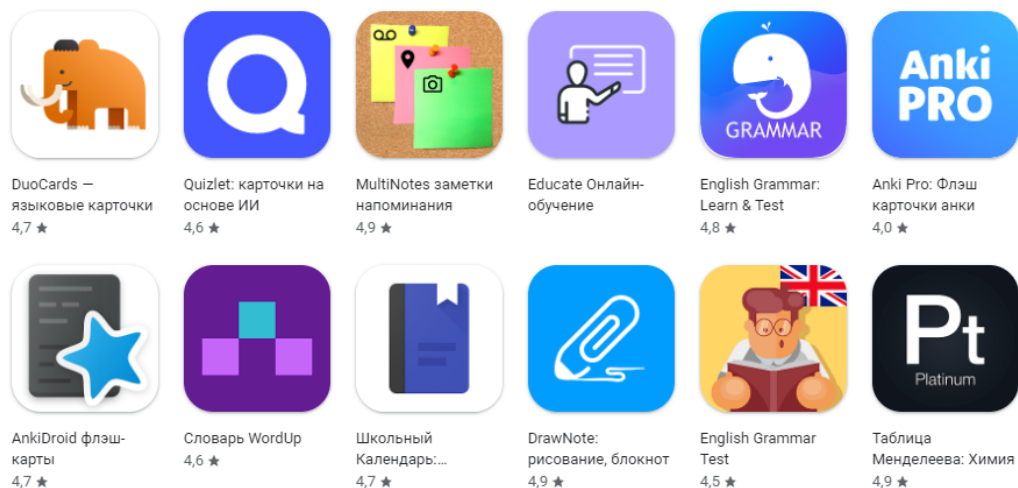 GRAMMAR
Anki
PRO
DuoCards —
языковые карточки
4,7 ★
Quizlet: карточки на
основе ИИ
4,6 ★
MultiNotes заметки
напоминания
4,9 ★
Educate Онлайн-
обучение
English Grammar:
Learn & Test
4,8 ★
Anki Pro: Флэш
карточки анки
4,0 ★
Pt
Platinum
AnkiDroid флэш-
карты
4,7 ★
Словарь WordUp
4,6 ★
Школьный
Календарь:...
4,7 ★
DrawNote:
рисование, блокнот
4,9 ★
English Grammar
Test
4,5 ★
Таблица
Менделеева: Химия
4,9 ★